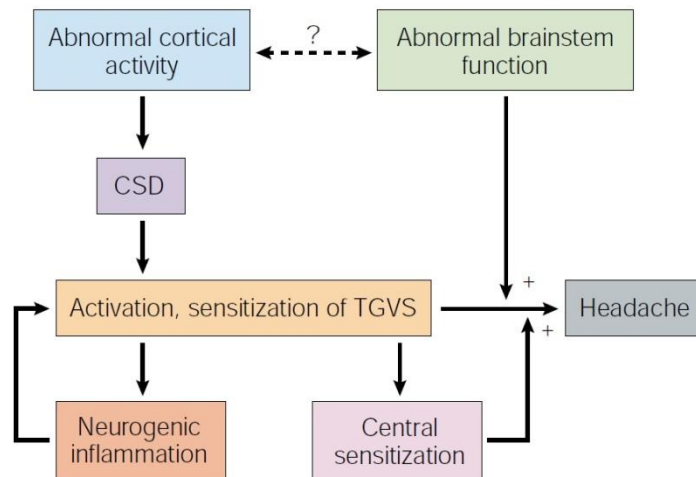 Abnormal cortical
activity
?
Abnormal brainstem
function
CSD
Activation, sensitization of TGVS
+
+
Headache
Neurogenic
inflammation
Central
sensitization